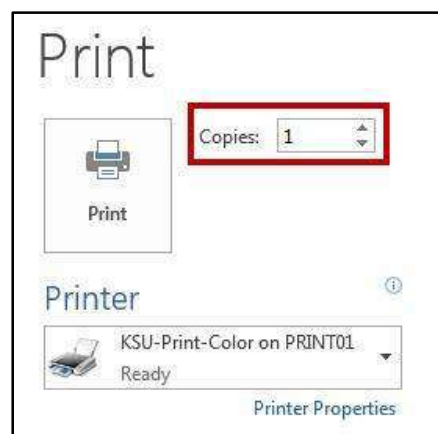 Print
Copies: 1
Print
Printer
KSU-Print-Color on PRINT01
Ready
Printer Properties